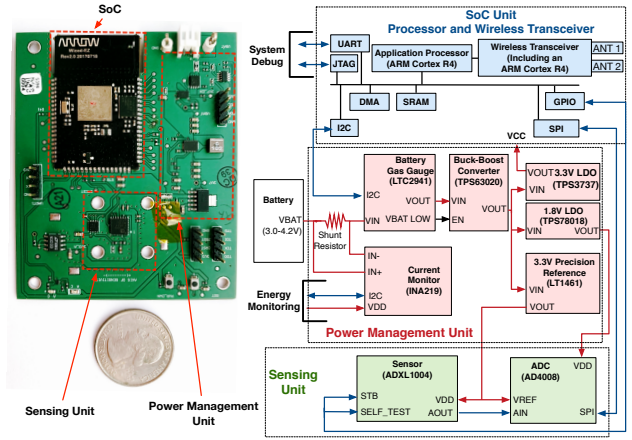 SoC
ARROW
Sensing Unit
Power Management
Unit
SoC Unit
Processor and Wireless Transceiver
System
Debug
UART
JTAG
Application Processor
(ARM Cortex R4)
Wireless Transceiver
(Including an
ARM Cortex R4)
ANT 1
ANT 2
DMA
SRAM
GPIO
I2C
SPI
VCC
Battery
Gas Gauge
(LTC2941)
I2C
VOUT
VIN
VBAT LOW
Buck-Boost
Converter
(TPS63020)
VIN
EN
VOUT
VOUT
3.3V LDO
(TPS3737)
VIN
1.8V LDO
(TPS78018)
VIN
VOUT
Battery
VBAT
(3.0-4.2V)
Shunt
Resistor
IN-
IN+
Current
Monitor
(INA219)
I2C
VDD
3.3V Precision
Reference
(LT1461)
VIN
VOUT
Energy
Monitoring
Power Management Unit
Sensing
Unit
Sensor
(ADXL1004)
STB
SELF_TEST
VDD
AOUT
ADC
(AD4008)
VDD
VREF
AIN
SPI